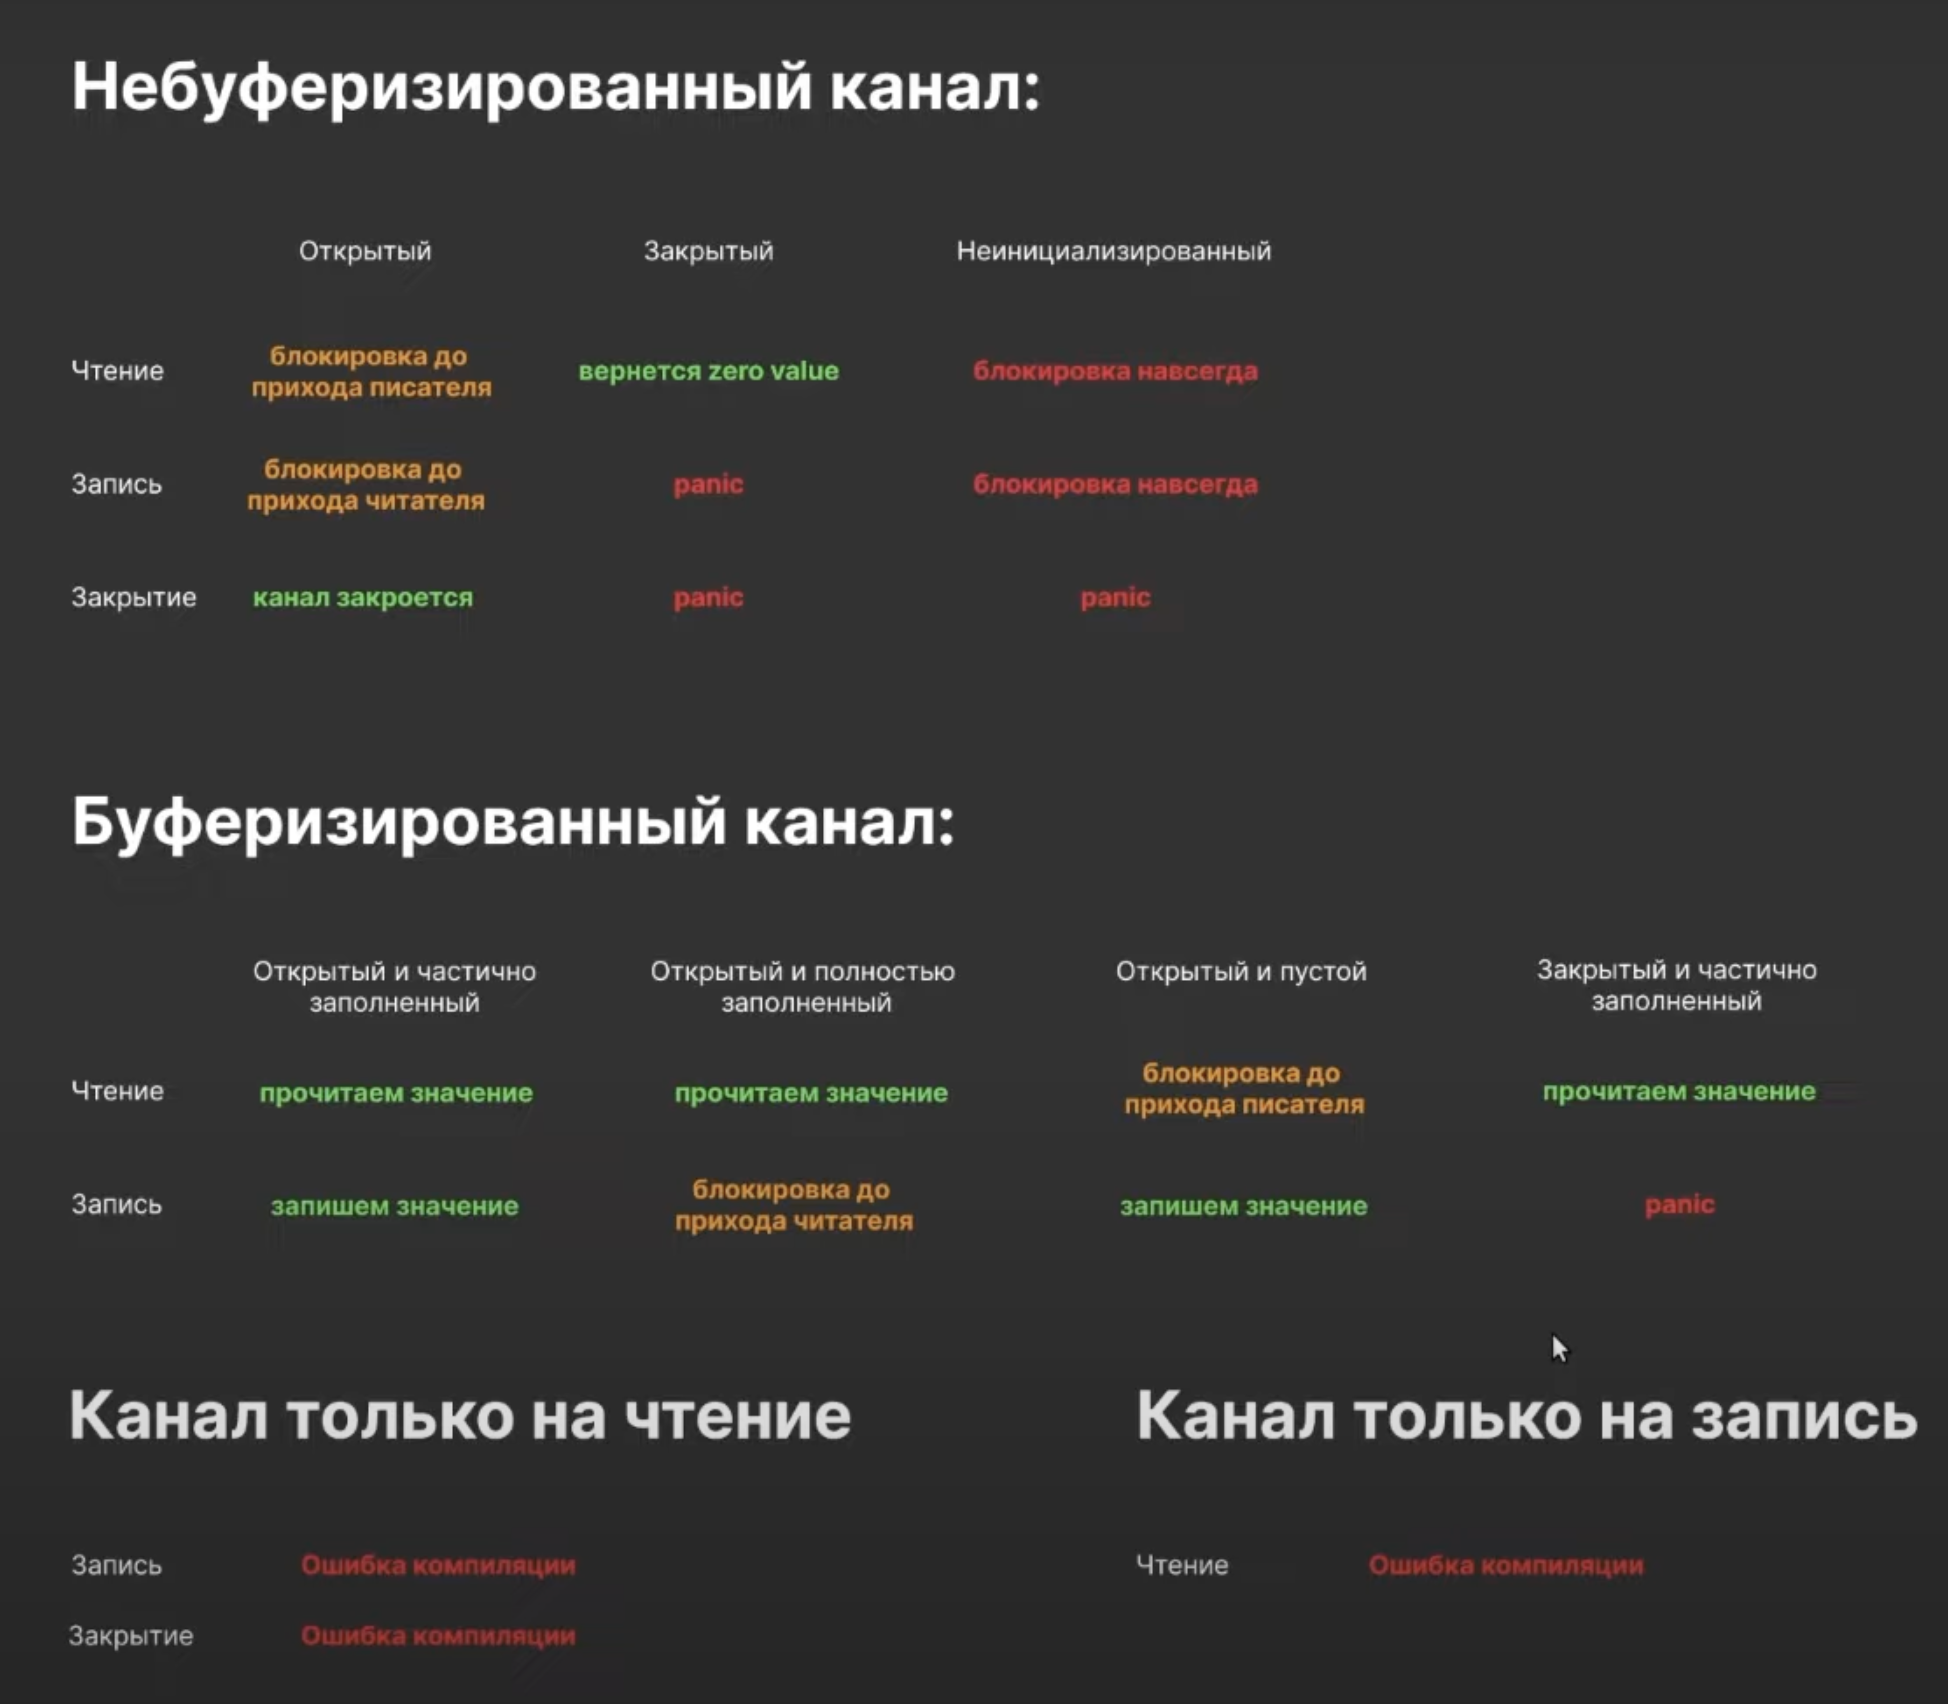 Небуферизированный канал:
Открытый Закрытый Неинициализированный
Чтение
блокировка до
прихода писателя
вернется zero value
блокировка навсегда
Запись
блокировка до
прихода читателя
panic
блокировка навсегда
Закрытие канал закроется panic panic
Буферизированный канал:
Открытый и частично
заполненный
Открытый и полностью
заполненный
Открытый и пустой
Закрытый и частично
заполненный
Чтение
прочитаем значение
прочитаем значение
блокировка до
прихода писателя
прочитаем значение
Запись
запишем значение
блокировка до
прихода читателя
запишем значение
panic
Канал только на чтение
Запись Ошибка компиляции
Закрытие Ошибка компиляции
Канал только на запись
Чтение Ошибка компиляции